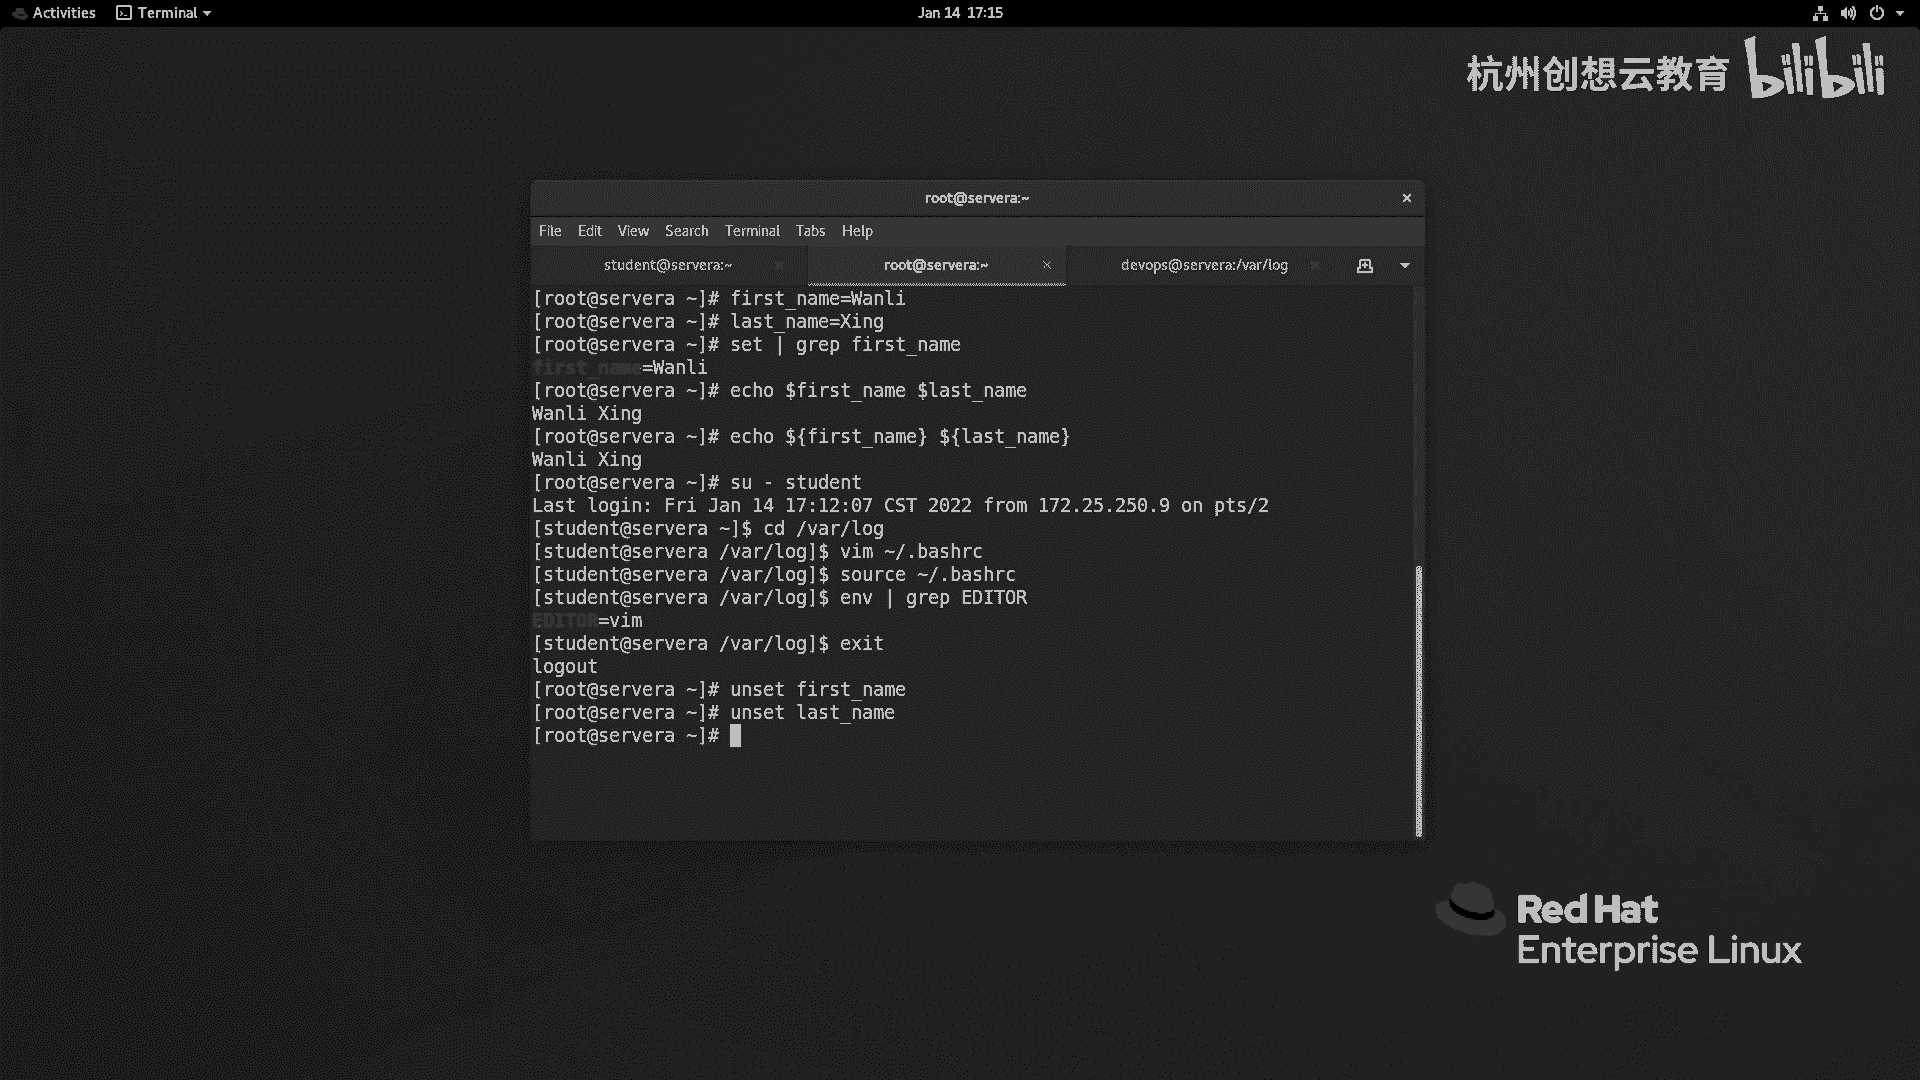 Activities Terminal Jan 14 17:15
杭州创想云教育 bilibili
root@servera:~
File Edit View Search Terminal Tabs Help
student@servera:~ root@servera:~ devops@servera:/var/log
[root@servera ~]# first_name=Wanli
[root@servera ~]# last_name=Xing
[root@servera ~]# set | grep first_name
first_name=Wanli
[root@servera ~]# echo $first_name $last_name
Wanli Xing
[root@servera ~]# echo ${first_name} ${last_name}
Wanli Xing
[root@servera ~]# su - student
Last login: Fri Jan 14 17:12:07 CST 2022 from 172.25.250.9 on pts/2
[student@servera ~]$ cd /var/log
[student@servera /var/log]$ vim ~/.bashrc
[student@servera /var/log]$ source ~/.bashrc
[student@servera /var/log]$ env | grep EDITOR
EDITOR=vim
[student@servera /var/log]$ exit
logout
[root@servera ~]# unset first_name
[root@servera ~]# unset last_name
[root@servera ~]#
Red Hat
Enterprise Linux